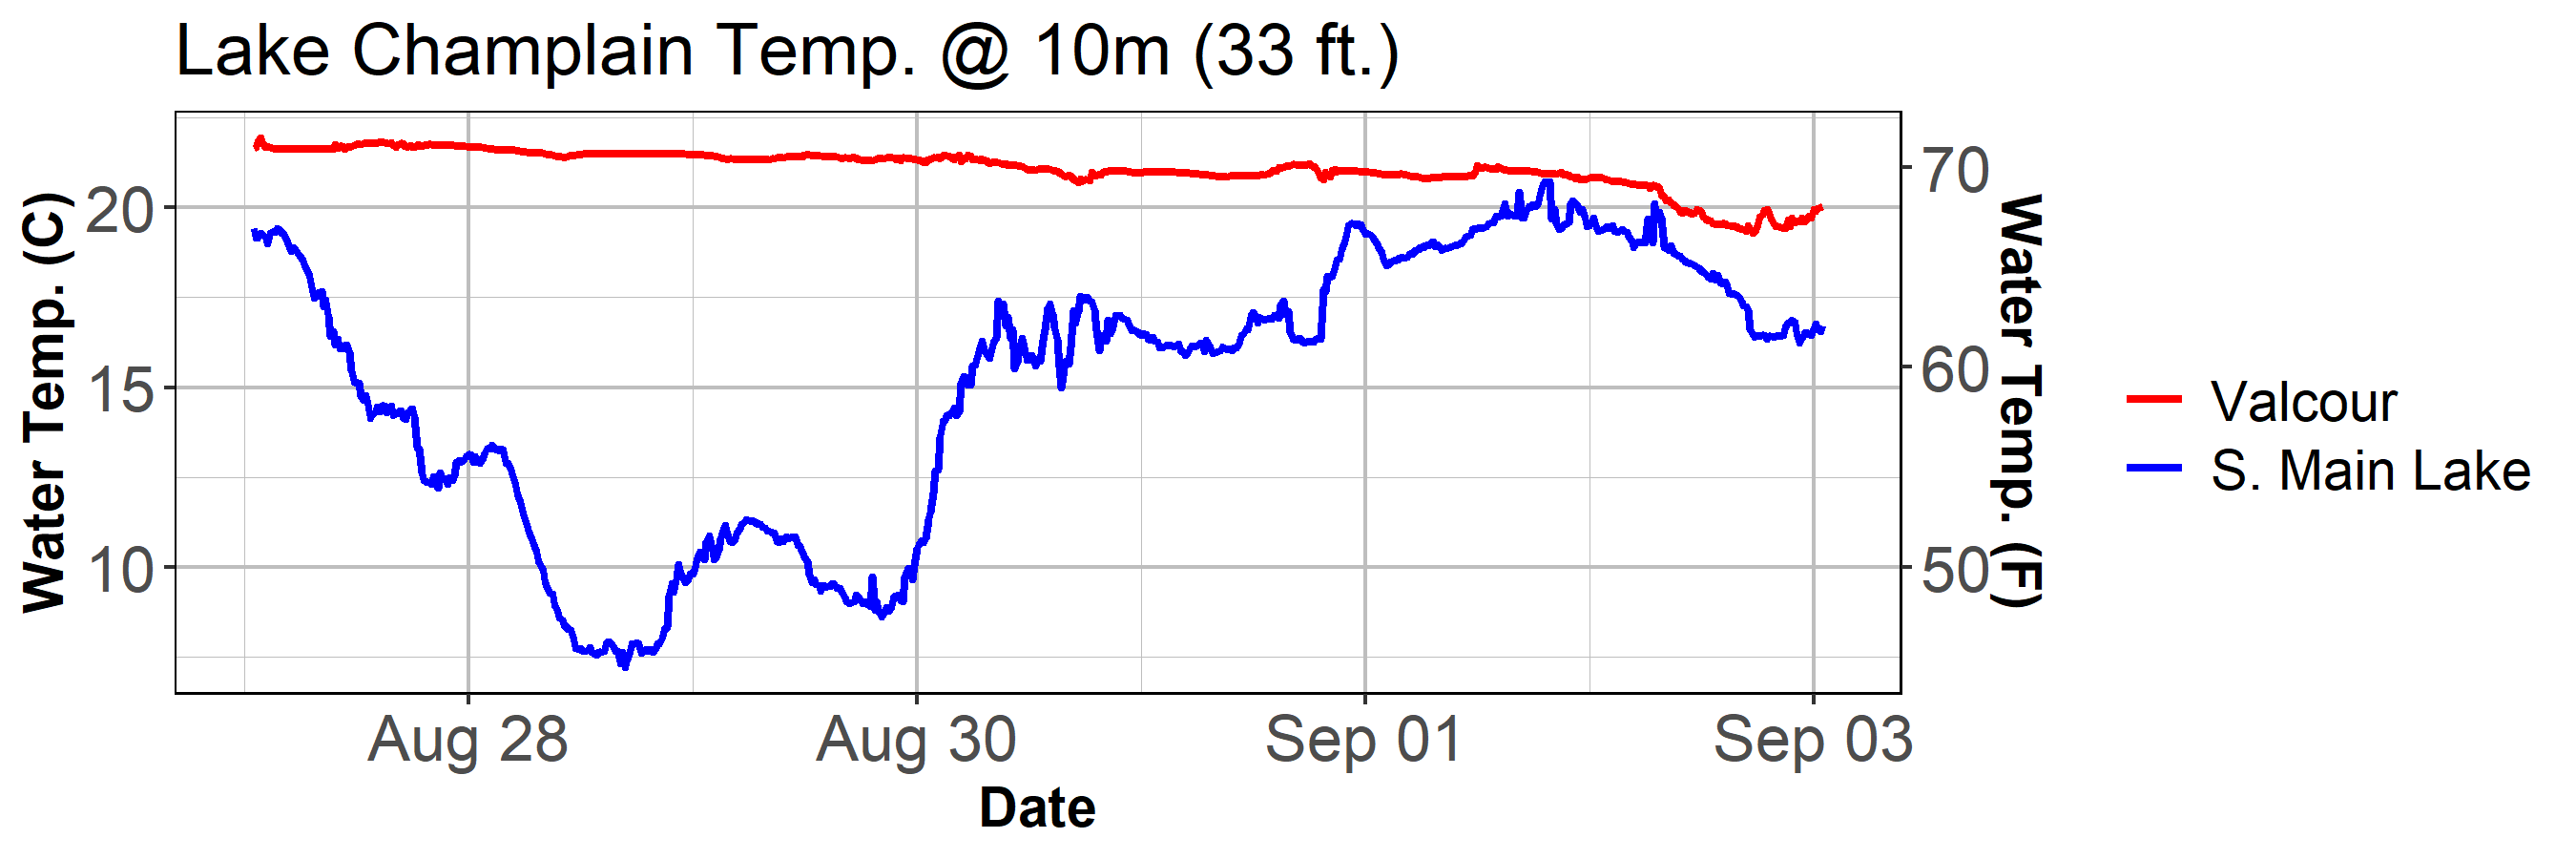 Lake Champlain Temp. @ 10m (33 ft.)
Water Temp. (C)
20
15
10
70
60
50
Water Temp. (F)
Valcour
S. Main Lake
Aug 28
Aug 30
Sep 01
Sep 03
Date